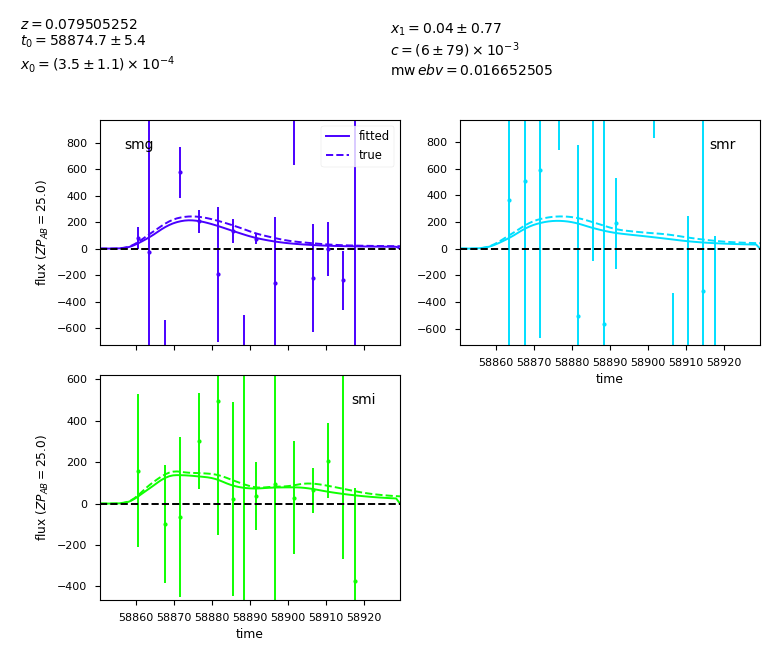 z = 0.079505252
t₀ = 58874.7 ± 5.4
x₀ = (3.5 ± 1.1) × 10⁻⁴
x₁ = 0.04 ± 0.77
c = (6 ± 79) × 10⁻³
mw ebv = 0.016652505
smg
fitted
true
800
600
400
200
0
−200
−400
−600
flux (ZP_AB = 25.0)
smr
800
600
400
200
0
−200
−400
−600
58860 58870 58880 58890 58900 58910 58920
time
smi
600
400
200
0
−200
−400
flux (ZP_AB = 25.0)
58860 58870 58880 58890 58900 58910 58920
time